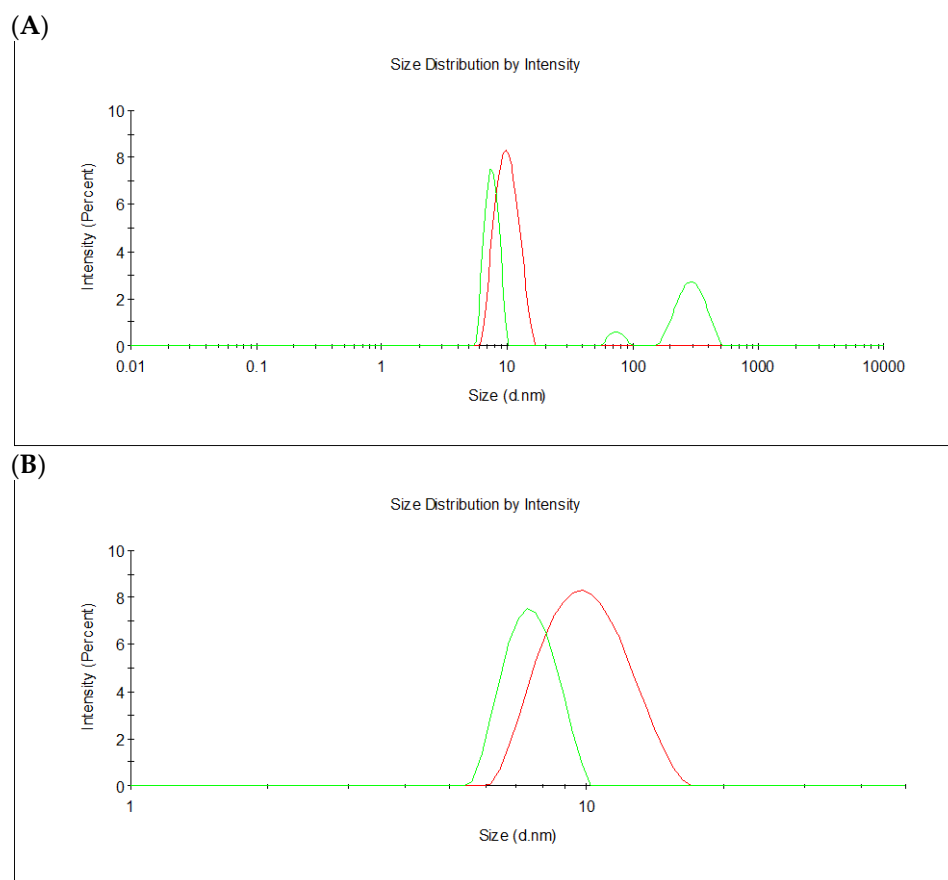 (A)
Size Distribution by Intensity
Intensity (Percent)
10
8
6
4
2
0
0.01 0.1 1 10 100 1000 10000
Size (d.nm)
(B)
Size Distribution by Intensity
Intensity (Percent)
10
8
6
4
2
0
1 10
Size (d.nm)